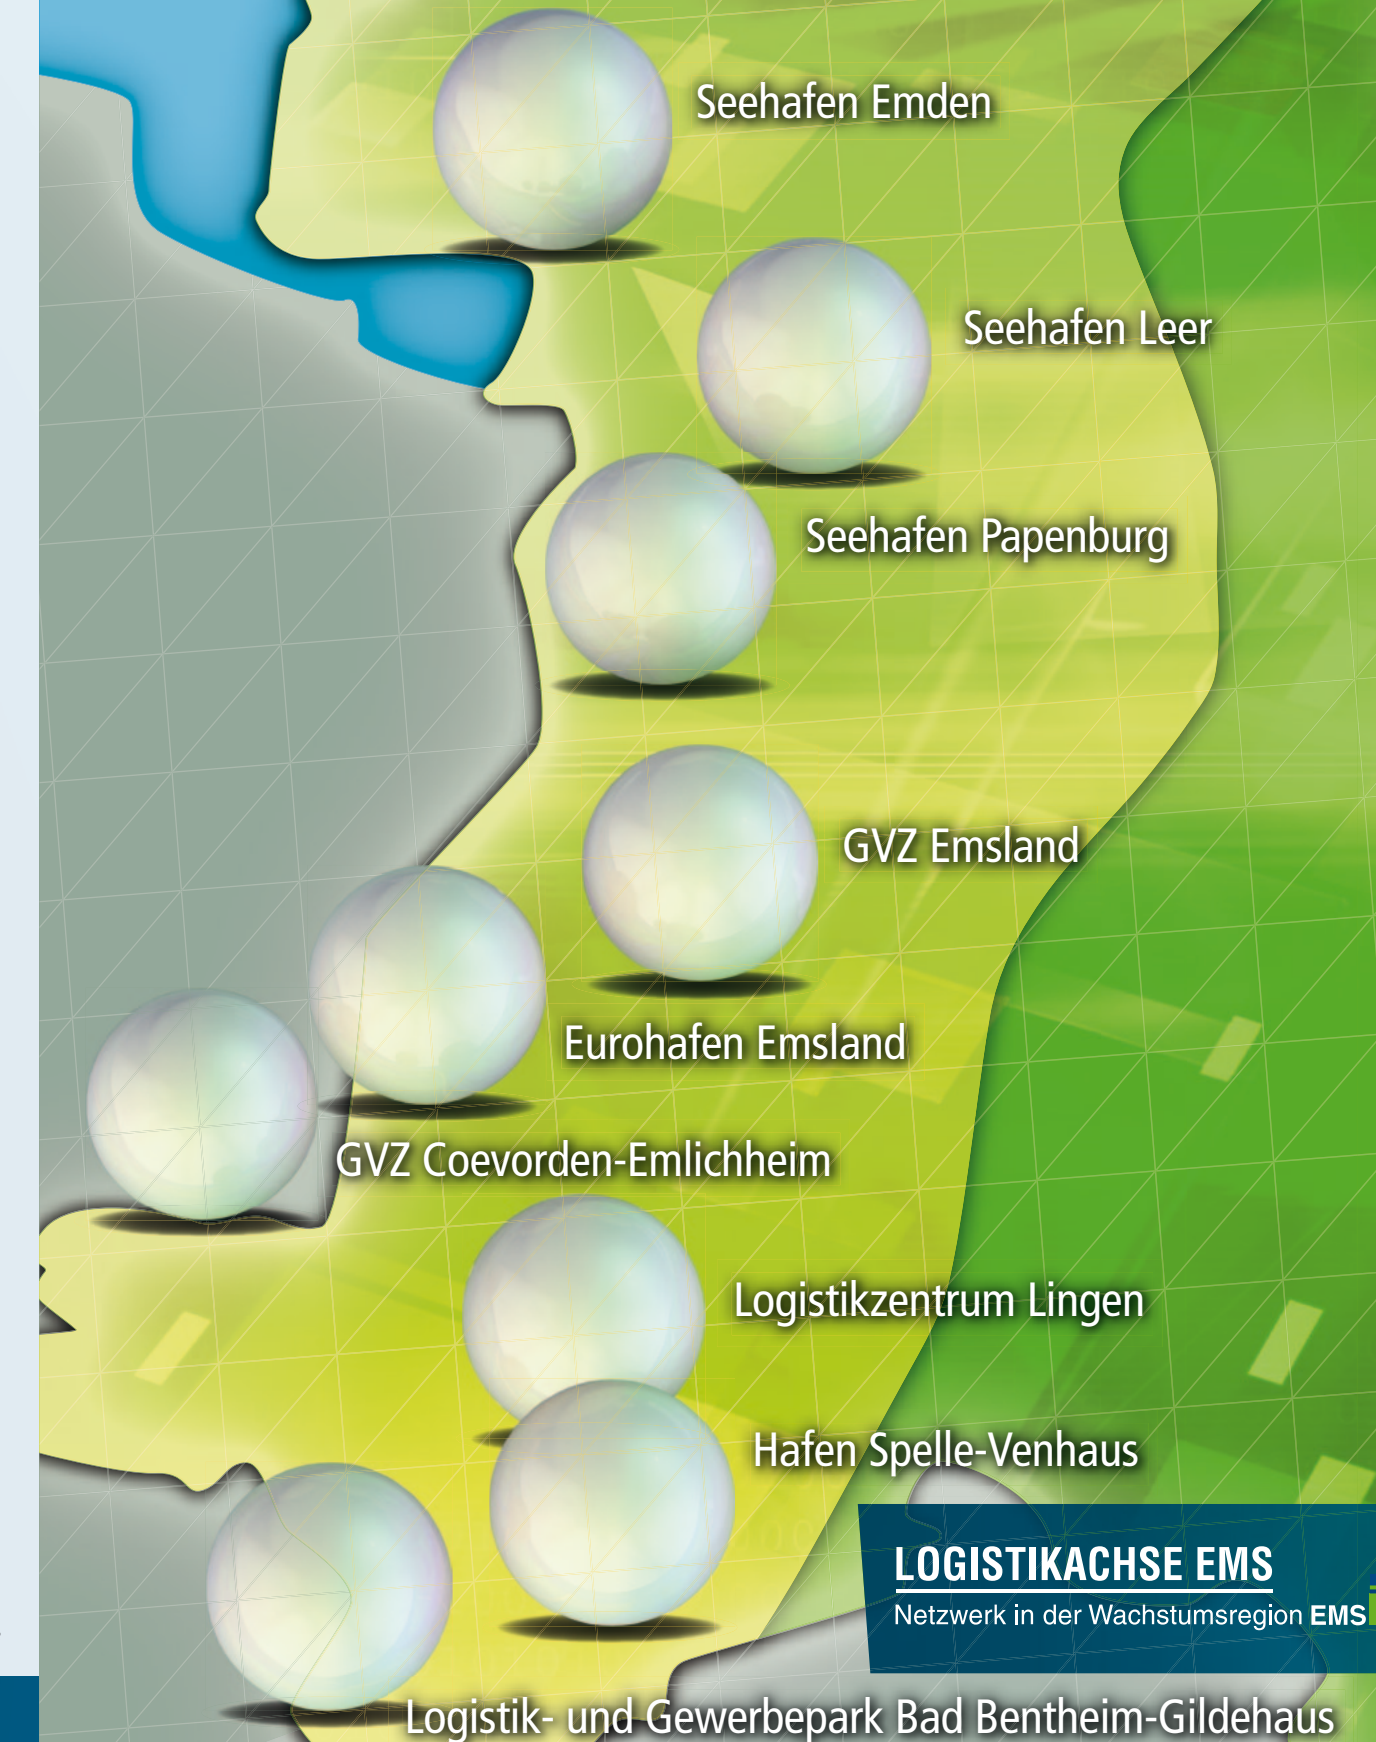 Seehafen Emden
Seehafen Leer
Seehafen Papenburg
GVZ Emsland
Eurohafen Emsland
GVZ Coevorden-Emlichheim
Logistikzentrum Lingen
Hafen Spelle-Venhaus
LOGISTIKACHSE EMS
Netzwerk in der Wachstumsregion EMS
Logistik- und Gewerbepark Bad Bentheim-Gildehaus